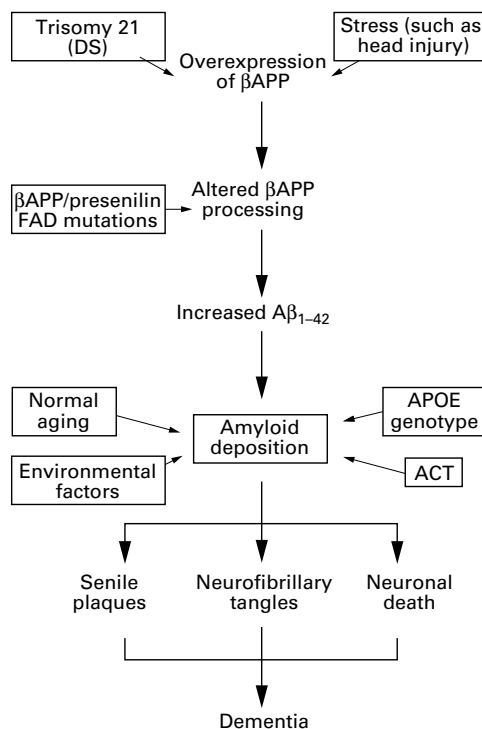 Trisomy 21
(DS)
Stress (such as
head injury)
Overexpression
of βAPP
βAPP/presenilin
FAD mutations
Altered βAPP
processing
Increased Aβ1–42
Normal
aging
Environmental
factors
Amyloid
deposition
APOE
genotype
ACT
Senile
plaques
Neurofibrillary
tangles
Neuronal
death
Dementia